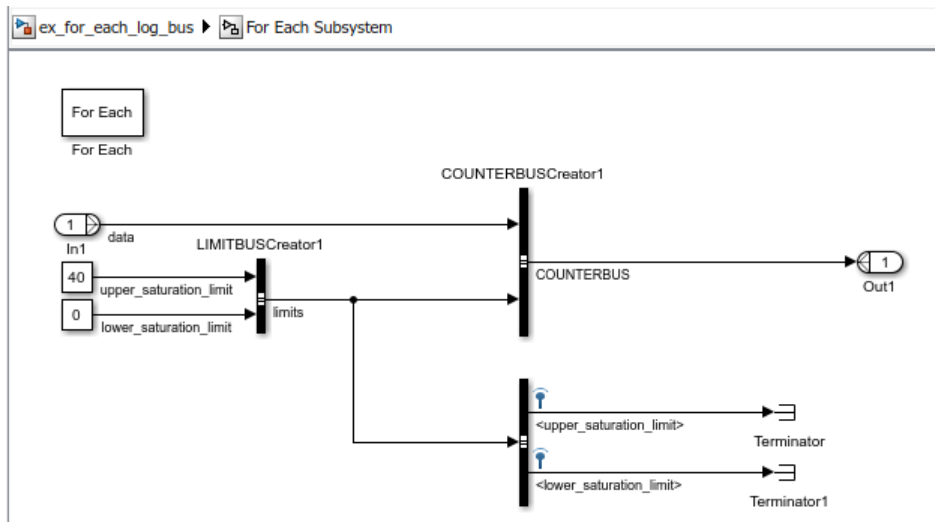 ex_for_each_log_bus For Each Subsystem
For Each
For Each
COUNTERBUSCreator1
1
data
In1
LIMITBUSCreator1
40
upper_saturation_limit
0
lower_saturation_limit
limits
COUNTERBUS
1
Out1
<upper_saturation_limit>
Terminator
<lower_saturation_limit>
Terminator1